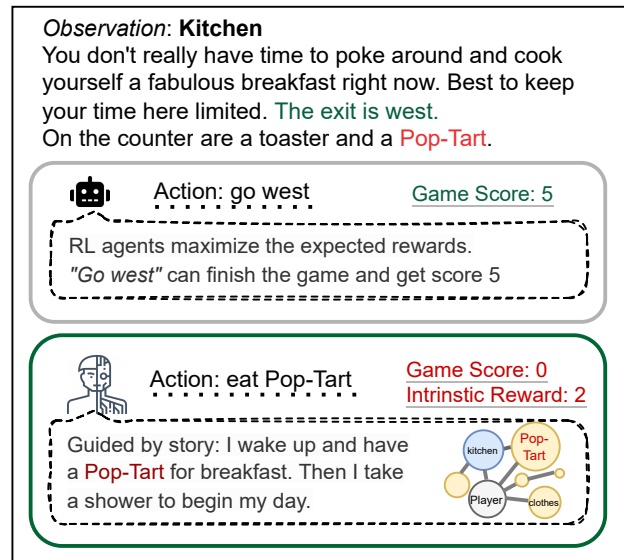 Observation: Kitchen
You don't really have time to poke around and cook
yourself a fabulous breakfast right now. Best to keep
your time here limited. The exit is west.
On the counter are a toaster and a Pop-Tart.
Action: go west
Game Score: 5
RL agents maximize the expected rewards.
"Go west" can finish the game and get score 5
Action: eat Pop-Tart
Game Score: 0
Intrinstic Reward: 2
Guided by story: I wake up and have
a Pop-Tart for breakfast. Then I take
a shower to begin my day.
kitchen
Pop-
Tart
Player
clothes